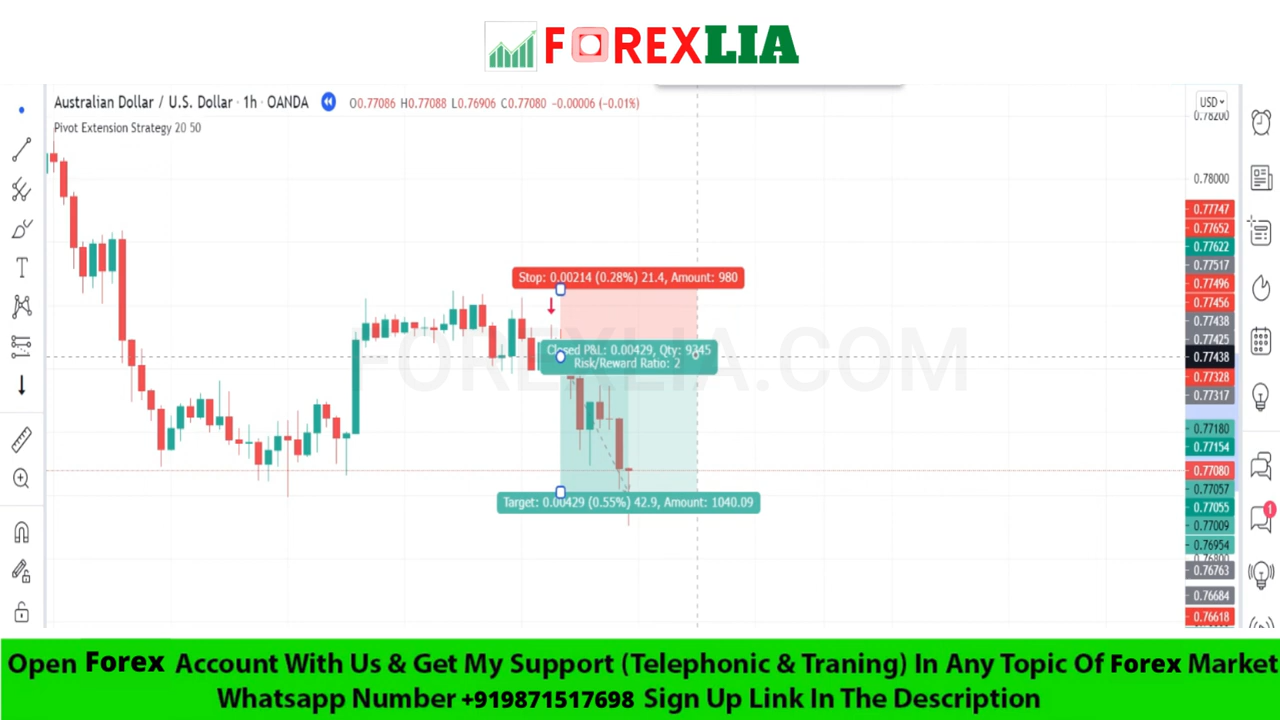 FOREXLIA
Australian Dollar / U.S. Dollar · 1h · OANDA O0.77086 H0.77088 L0.76906 C0.77080 -0.00006 (-0.01%)
Pivot Extension Strategy 20 50
USD
0.78200
0.78000
0.77747
0.77652
0.77622
0.77517
0.77496
0.77456
0.77438
0.77425
0.77438
0.77328
0.77317
0.77180
0.77154
0.77080
0.77057
0.77055
0.77009
0.76954
0.76800
0.76763
0.76684
0.76618
Stop: 0.00214 (0.28%) 21.4, Amount: 980
Closed P&L: 0.00429, Qty: 9345
Risk/Reward Ratio: 2
FOREXLIA.COM
Target: 0.00429 (0.55%) 42.9, Amount: 1040.09
1
Open Forex Account With Us & Get My Support (Telephonic & Traning) In Any Topic Of Forex Market
Whatsapp Number +919871517698 Sign Up Link In The Description